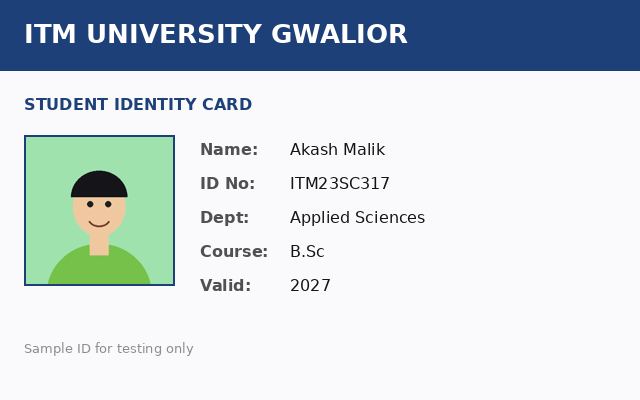 ITM UNIVERSITY GWALIOR
STUDENT IDENTITY CARD
Name: Akash Malik
ID No: ITM23SC317
Dept: Applied Sciences
Course: B.Sc
Valid: 2027
Sample ID for testing only